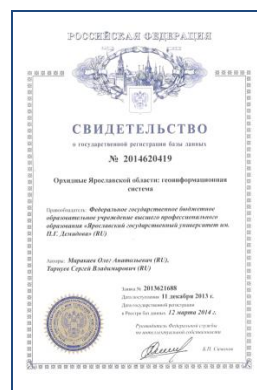 РОССИЙСКАЯ ФЕДЕРАЦИЯ
СВИДЕТЕЛЬСТВО
о государственной регистрации базы данных
№ 2014620419
Орхидные Ярославской области: геоинформационная
система
Правообладатель: Федеральное государственное бюджетное
образовательное учреждение высшего профессионального
образования «Ярославский государственный университет им.
П.Г. Демидова» (RU)
Авторы: Маракаев Олег Анатольевич (RU),
Сергей Владимирович (RU)
Заявка № 2013621688
Дата поступления 11 декабря 2013 г.
Дата государственной регистрации
в Реестре баз данных 12 марта 2014 г.
Руководитель Федеральной службы
по интеллектуальной собственности
Б.П. Симонов